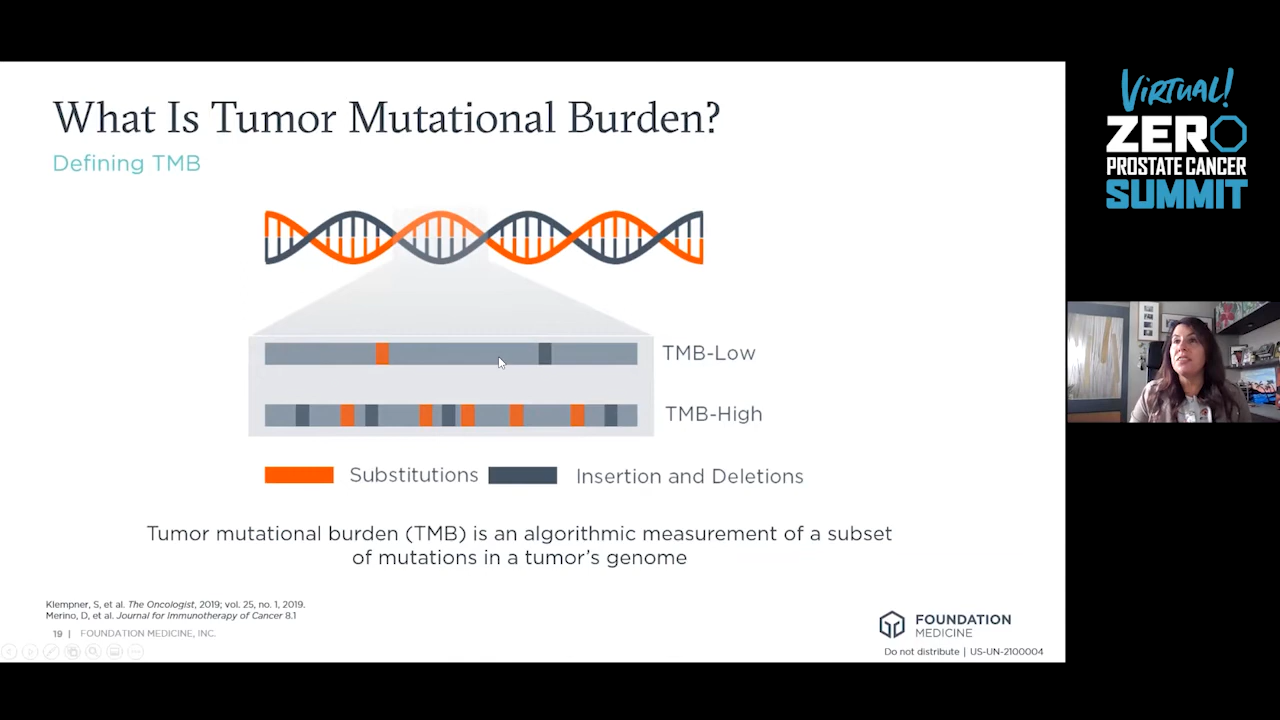 What Is Tumor Mutational Burden?
Defining TMB
TMB-Low
TMB-High
Substitutions
Insertion and Deletions
Tumor mutational burden (TMB) is an algorithmic measurement of a subset
of mutations in a tumor's genome
Klempner, S, et al. The Oncologist, 2019; vol. 25, no. 1, 2019.
Merino, D, et al. Journal for Immunotherapy of Cancer 8.1
19 | FOUNDATION MEDICINE, INC.
FOUNDATION
MEDICINE
Do not distribute | US-UN-2100004
VIRTUAL!
ZERO
PROSTATE CANCER
SUMMIT